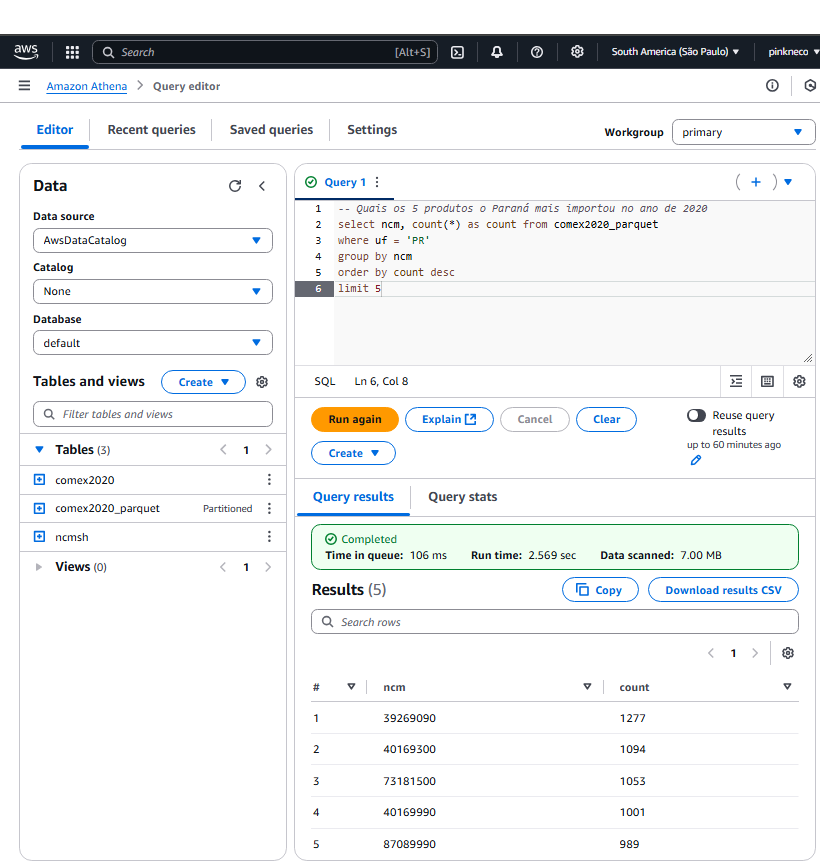 aws Search [Alt+S] South America (São Paulo) pinkneco
Amazon Athena > Query editor
Editor Recent queries Saved queries Settings Workgroup primary
Data
Data source
AwsDataCatalog
Catalog
None
Database
default
Tables and views Create
Filter tables and views
Tables (3) < 1 >
comex2020
comex2020_parquet Partitioned
ncmsh
Views (0) < 1 >
Query 1
1 -- Quais os 5 produtos o Paraná mais importou no ano de 2020
2 select ncm, count(*) as count from comex2020_parquet
3 where uf = 'PR'
4 group by ncm
5 order by count desc
6 limit 5
SQL Ln 6, Col 8
Run again Explain Cancel Clear
Create
Reuse query
results
up to 60 minutes ago
Query results Query stats
Completed
Time in queue: 106 ms Run time: 2.569 sec Data scanned: 7.00 MB
Results (5) Copy Download results CSV
Search rows
< 1 >
# ncm count
1 39269090 1277
2 40169300 1094
3 73181500 1053
4 40169990 1001
5 87089990 989